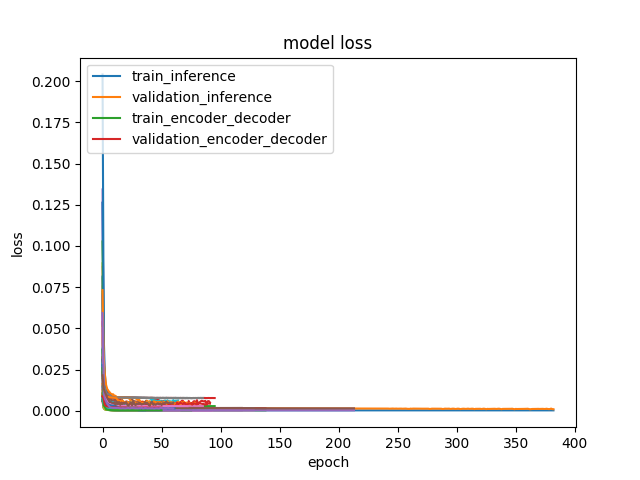 model loss
train_inference
validation_inference
train_encoder_decoder
validation_encoder_decoder
loss
0.200
0.175
0.150
0.125
0.100
0.075
0.050
0.025
0.000
0 50 100 150 200 250 300 350 400
epoch